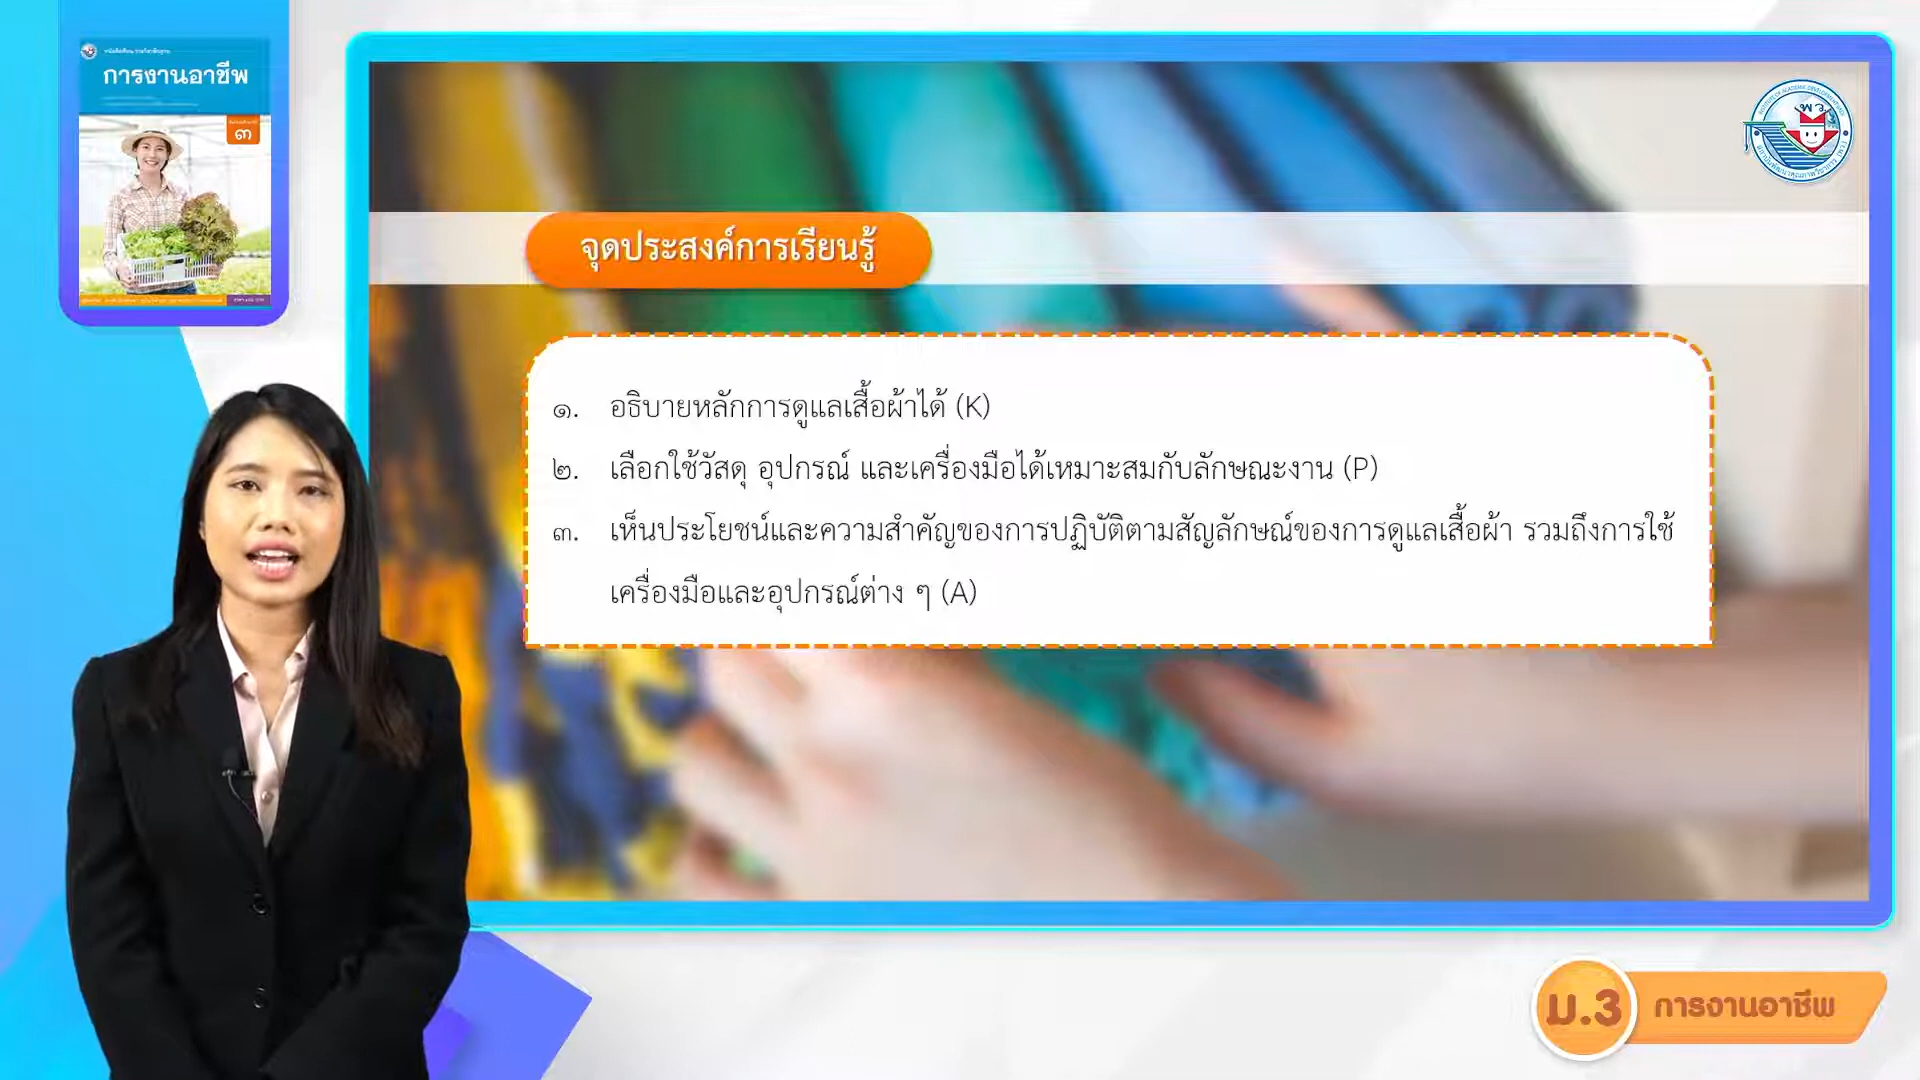 การงานอาชีพ
๓
จุดประสงค์การเรียนรู้
๑. อธิบายหลักการดูแลเสื้อผ้าได้ (K)
๒. เลือกใช้วัสดุ อุปกรณ์ และเครื่องมือได้เหมาะสมกับลักษณะงาน (P)
๓. เห็นประโยชน์และความสำคัญของการปฏิบัติตามสัญลักษณ์ของการดูแลเสื้อผ้า รวมถึงการใช้
เครื่องมือและอุปกรณ์ต่าง ๆ (A)
พว
ม.3 การงานอาชีพ